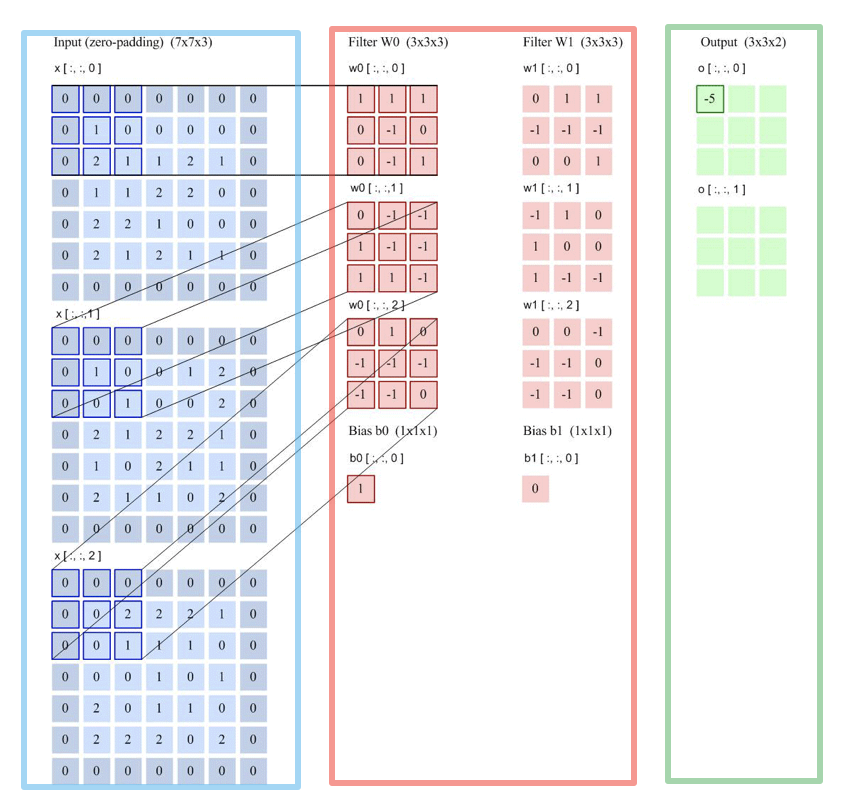 Input (zero-padding) (7x7x3)
x [ :, :, 0 ]
0 0 0 0 0 0 0
0 1 0 0 0 0 0
0 2 1 1 2 1 0
0 1 1 2 2 0 0
0 2 2 1 0 0 0
0 2 1 2 1 1 0
0 0 0 0 0 0 0
x [ :, :,1 ]
0 0 0 0 0 0 0
0 1 0 0 1 2 0
0 0 1 0 0 2 0
0 2 1 2 2 1 0
0 1 0 2 1 1 0
0 2 1 1 0 2 0
0 0 0 0 0 0 0
x [ :, :, 2 ]
0 0 0 0 0 0 0
0 0 2 2 2 1 0
0 0 1 1 1 0 0
0 0 0 1 0 1 0
0 2 0 1 1 0 0
0 2 2 2 0 2 0
0 0 0 0 0 0 0
Filter W0 (3x3x3)
w0 [ :, :, 0 ]
1 1 1
0 -1 0
0 -1 1
w0 [ :, :,1 ]
0 -1 -1
1 -1 -1
1 1 -1
w0 [ :, :, 2 ]
0 1 0
-1 -1 -1
-1 -1 0
Bias b0 (1x1x1)
b0 [ :, :, 0 ]
1
Filter W1 (3x3x3)
w1 [ :, :, 0 ]
0 1 1
-1 -1 -1
0 0 1
w1 [ :, :, 1 ]
-1 1 0
1 0 0
1 -1 -1
w1 [ :, :, 2 ]
0 0 -1
-1 -1 0
-1 -1 0
Bias b1 (1x1x1)
b1 [ :, :, 0 ]
0
Output (3x3x2)
o [ :, :, 0 ]
-5
o [ :, :, 1 ]